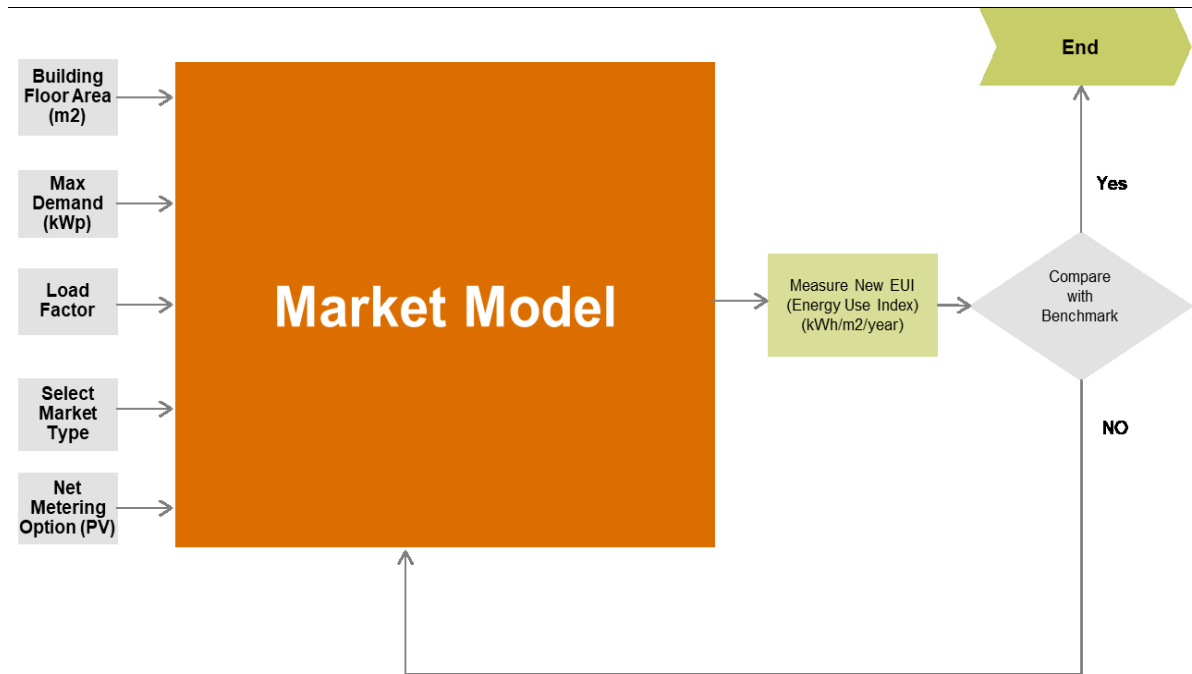 Building
Floor Area
(m2)
Max
Demand
(kWp)
Load
Factor
Select
Market
Type
Net
Metering
Option (PV)
Market Model
Measure New EUI
(Energy Use Index)
(kWh/m2/year)
Compare
with
Benchmark
Yes
End
NO